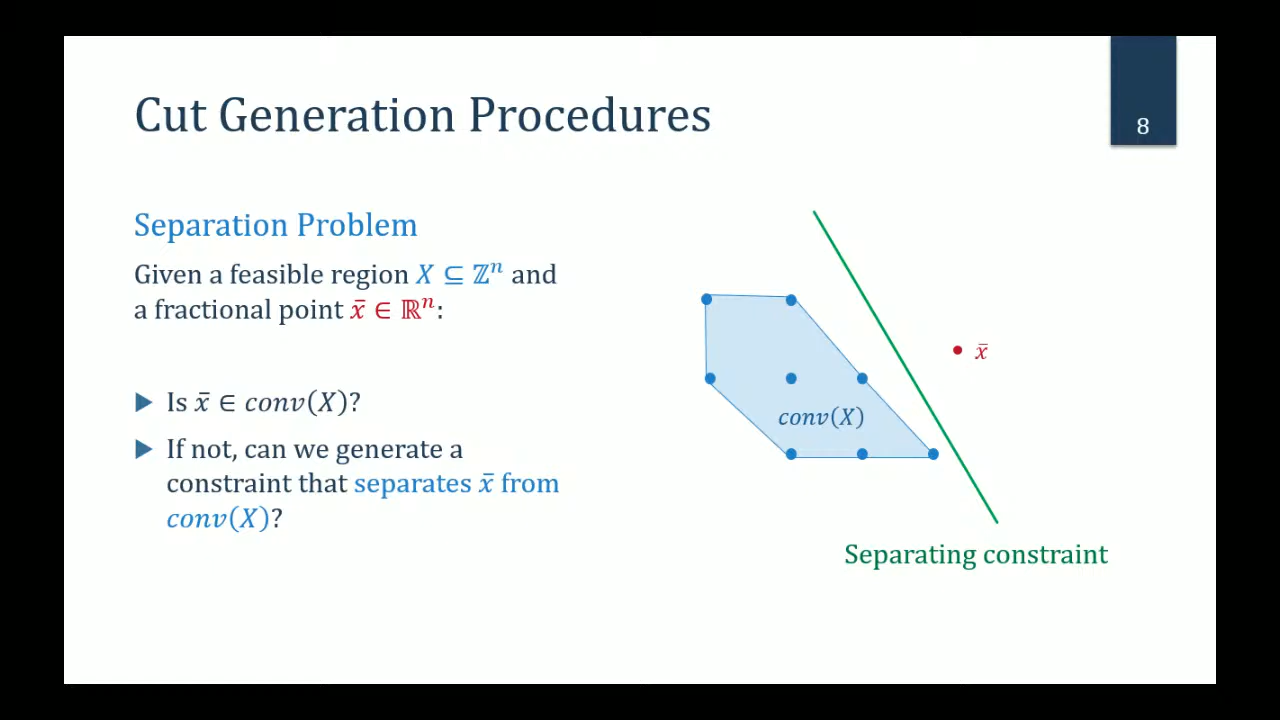 Cut Generation Procedures
8
Separation Problem
Given a feasible region X ⊆ ℤⁿ and
a fractional point x̄ ∈ ℝⁿ:
Is x̄ ∈ conv(X)?
If not, can we generate a
constraint that separates x̄ from
conv(X)?
x̄
conv(X)
Separating constraint